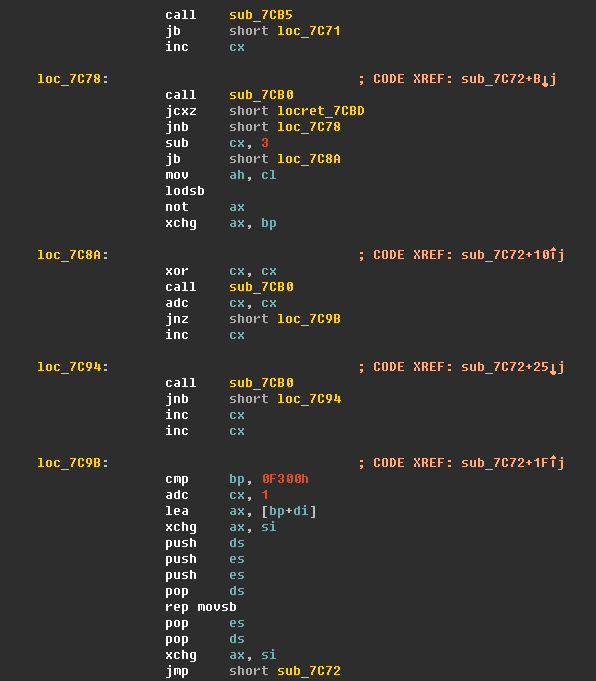 call sub_7CB5
jb short loc_7C71
inc cx
loc_7C78: ; CODE XREF: sub_7C72+B↓j
call sub_7CB0
jcxz short locret_7CBD
jnb short loc_7C78
sub cx, 3
jb short loc_7C8A
mov ah, cl
lodsb
not ax
xchg ax, bp
loc_7C8A: ; CODE XREF: sub_7C72+10↑j
xor cx, cx
call sub_7CB0
adc cx, cx
jnz short loc_7C9B
inc cx
loc_7C94: ; CODE XREF: sub_7C72+25↓j
call sub_7CB0
jnb short loc_7C94
inc cx
inc cx
loc_7C9B: ; CODE XREF: sub_7C72+1F↑j
cmp bp, 0F300h
adc cx, 1
lea ax, [bp+di]
xchg ax, si
push ds
push es
push es
pop ds
rep movsb
pop es
pop ds
xchg ax, si
jmp short sub_7C72